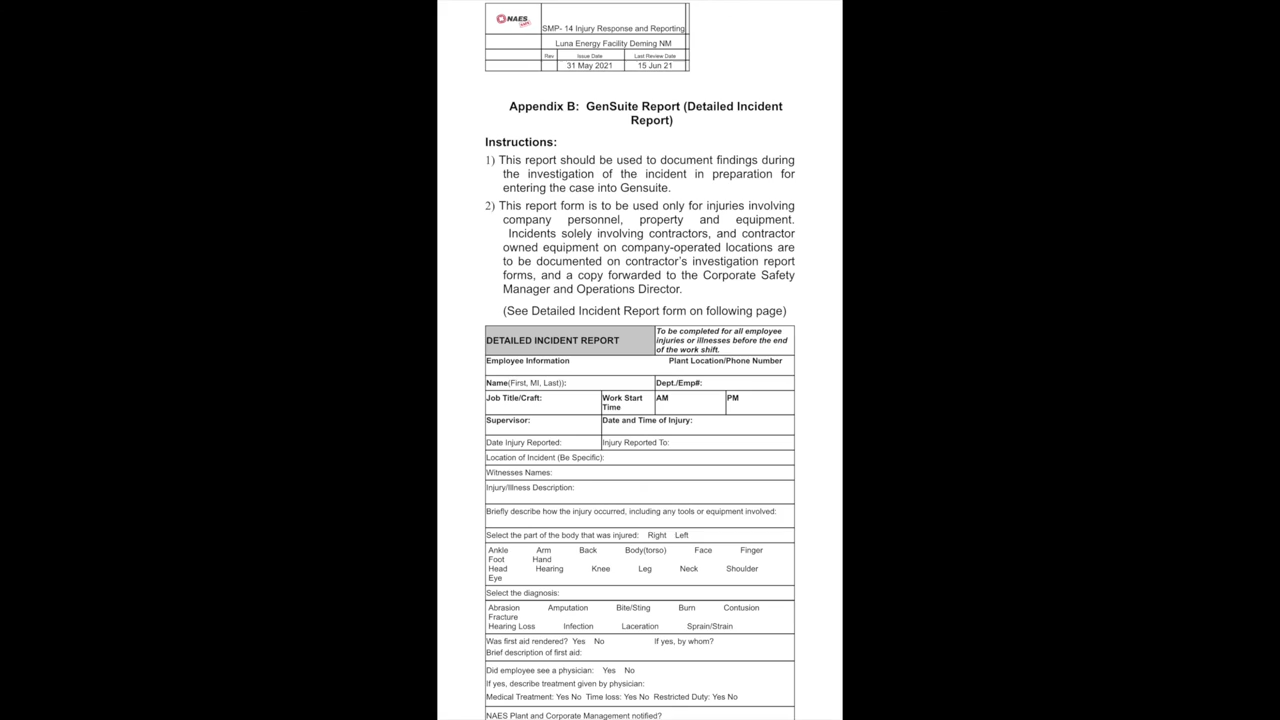 NAES
SAFE
SMP- 14 Injury Response and Reporting
Luna Energy Facility Deming NM
Rev Issue Date Last Review Date
31 May 2021 15 Jun 21
Appendix B: GenSuite Report (Detailed Incident
Report)
Instructions:
1) This report should be used to document findings during
the investigation of the incident in preparation for
entering the case into Gensuite.
2) This report form is to be used only for injuries involving
company personnel, property and equipment.
Incidents solely involving contractors, and contractor
owned equipment on company-operated locations are
to be documented on contractor's investigation report
forms, and a copy forwarded to the Corporate Safety
Manager and Operations Director.
(See Detailed Incident Report form on following page)
DETAILED INCIDENT REPORT
To be completed for all employee
injuries or illnesses before the end
of the work shift.
Employee Information Plant Location/Phone Number
Name(First, MI, Last)): Dept./Emp#:
Job Title/Craft: Work Start AM PM
Time
Supervisor: Date and Time of Injury:
Date Injury Reported: Injury Reported To:
Location of Incident (Be Specific):
Witnesses Names:
Injury/Illness Description:
Briefly describe how the injury occurred, including any tools or equipment involved:
Select the part of the body that was injured: Right Left
Ankle Arm Back Body(torso) Face Finger
Foot Hand
Head Hearing Knee Leg Neck Shoulder
Eye
Select the diagnosis:
Abrasion Amputation Bite/Sting Burn Contusion
Fracture
Hearing Loss Infection Laceration Sprain/Strain
Was first aid rendered? Yes No If yes, by whom?
Brief description of first aid:
Did employee see a physician: Yes No
If yes, describe treatment given by physician:
Medical Treatment: Yes No Time loss: Yes No Restricted Duty: Yes No
NAES Plant and Corporate Management notified?